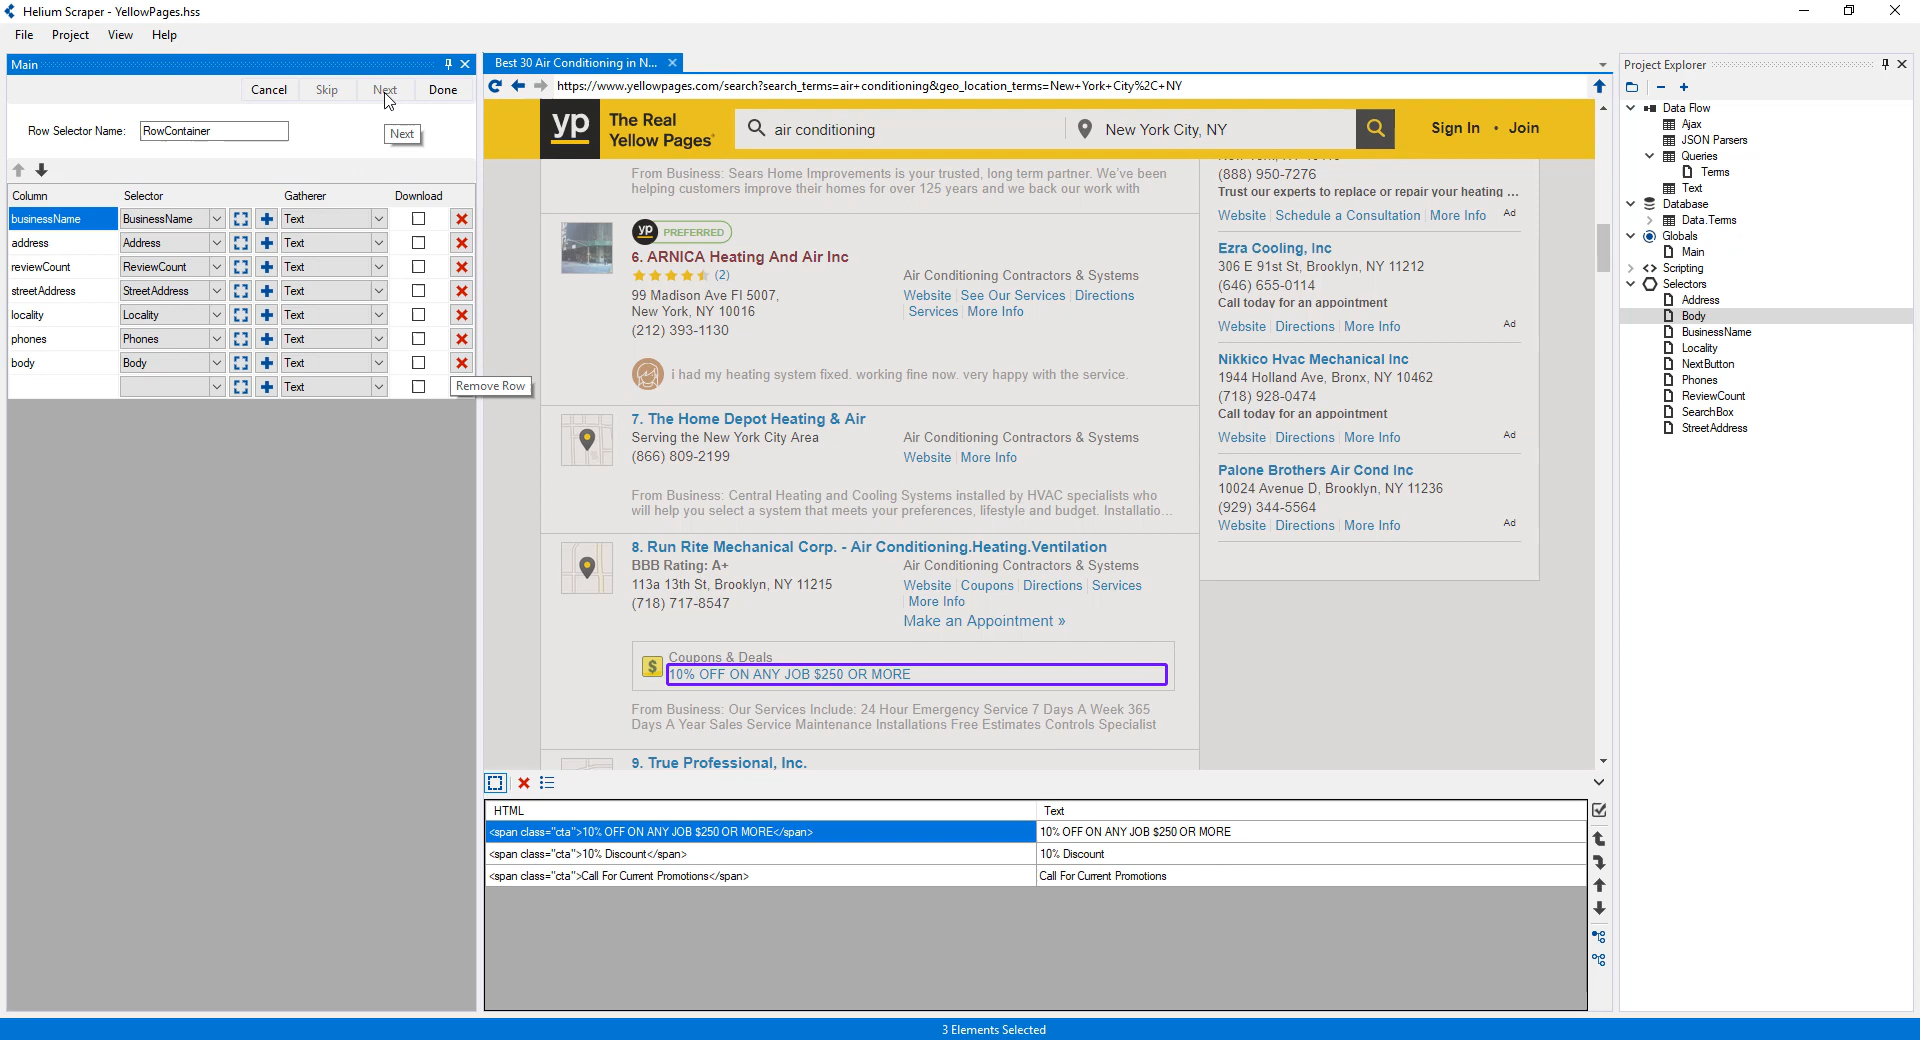 Helium Scraper - YellowPages.hss
File Project View Help
Main
Cancel Skip Next Done
Row Selector Name: RowContainer
Next
Column Selector Gatherer Download
businessName BusinessName Text
address Address Text
reviewCount ReviewCount Text
streetAddress StreetAddress Text
locality Locality Text
phones Phones Text
body Body Text
Text
Remove Row
Best 30 Air Conditioning in N...
https://www.yellowpages.com/search?search_terms=air+conditioning&geo_location_terms=New+York+City%2C+NY
yp
The Real
Yellow Pages
air conditioning
New York City, NY
Sign In • Join
From Business: Sears Home Improvements is your trusted, long term partner. We've been
helping customers improve their homes for over 125 years and we back our work with
yp PREFERRED
6. ARNICA Heating And Air Inc
(2)
99 Madison Ave Fl 5007,
New York, NY 10016
(212) 393-1130
Air Conditioning Contractors & Systems
Website See Our Services Directions
Services More Info
i had my heating system fixed. working fine now. very happy with the service.
7. The Home Depot Heating & Air
Serving the New York City Area
(866) 809-2199
Air Conditioning Contractors & Systems
Website More Info
From Business: Central Heating and Cooling Systems installed by HVAC specialists who
will help you select a system that meets your preferences, lifestyle and budget. Installatio...
8. Run Rite Mechanical Corp. - Air Conditioning.Heating.Ventilation
BBB Rating: A+
113a 13th St, Brooklyn, NY 11215
(718) 717-8547
Air Conditioning Contractors & Systems
Website Coupons Directions Services
More Info
Make an Appointment »
$
Coupons & Deals
10% OFF ON ANY JOB $250 OR MORE
From Business: Our Services Include: 24 Hour Emergency Service 7 Days A Week 365
Days A Year Sales Service Maintenance Installations Free Estimates Controls Specialist
9. True Professional, Inc.
(888) 950-7276
Trust our experts to replace or repair your heating ...
Website Schedule a Consultation More Info Ad
Ezra Cooling, Inc
306 E 91st St, Brooklyn, NY 11212
(646) 655-0114
Call today for an appointment
Website Directions More Info Ad
Nikkico Hvac Mechanical Inc
1944 Holland Ave, Bronx, NY 10462
(718) 928-0474
Call today for an appointment
Website Directions More Info Ad
Palone Brothers Air Cond Inc
10024 Avenue D, Brooklyn, NY 11236
(929) 344-5564
Website Directions More Info Ad
HTML Text
<span class="cta">10% OFF ON ANY JOB $250 OR MORE</span> 10% OFF ON ANY JOB $250 OR MORE
<span class="cta">10% Discount</span> 10% Discount
<span class="cta">Call For Current Promotions</span> Call For Current Promotions
3 Elements Selected
Project Explorer
Data Flow
Ajax
JSON Parsers
Queries
Terms
Text
Database
Data.Terms
Globals
Main
Scripting
Selectors
Address
Body
BusinessName
Locality
NextButton
Phones
ReviewCount
SearchBox
StreetAddress